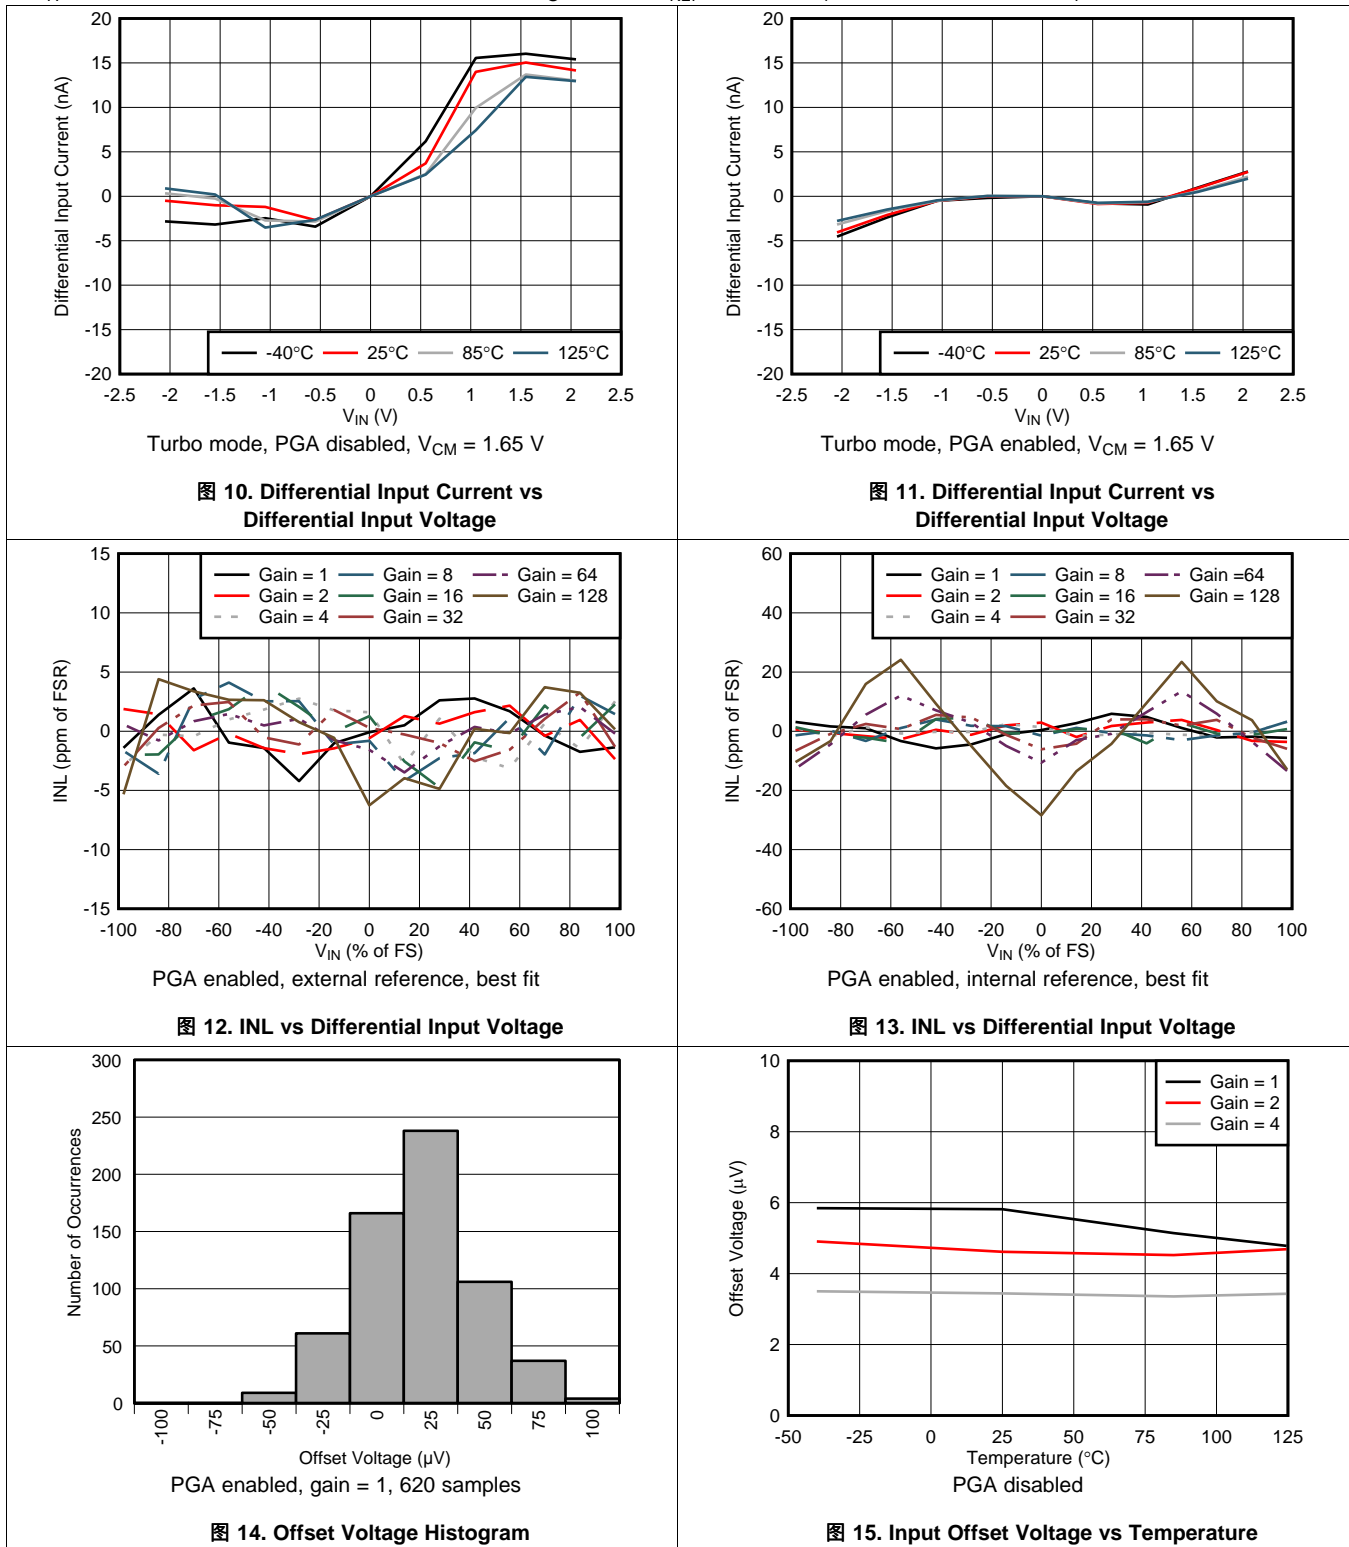 20
15
10
5
0
-5
-10
-15
-20
Differential Input Current (nA)
-40°C 25°C 85°C 125°C
-2.5 -2 -1.5 -1 -0.5 0 0.5 1 1.5 2 2.5
VIN (V)
Turbo mode, PGA disabled, VCM = 1.65 V
图 10. Differential Input Current vs
Differential Input Voltage
20
15
10
5
0
-5
-10
-15
-20
Differential Input Current (nA)
-40°C 25°C 85°C 125°C
-2.5 -2 -1.5 -1 -0.5 0 0.5 1 1.5 2 2.5
VIN (V)
Turbo mode, PGA enabled, VCM = 1.65 V
图 11. Differential Input Current vs
Differential Input Voltage
15
10
5
0
-5
-10
-15
INL (ppm of FSR)
Gain = 1 Gain = 8 Gain = 64
Gain = 2 Gain = 16 Gain = 128
Gain = 4 Gain = 32
-100 -80 -60 -40 -20 0 20 40 60 80 100
VIN (% of FS)
PGA enabled, external reference, best fit
图 12. INL vs Differential Input Voltage
60
40
20
0
-20
-40
-60
INL (ppm of FSR)
Gain = 1 Gain = 8 Gain =64
Gain = 2 Gain = 16 Gain = 128
Gain = 4 Gain = 32
-100 -80 -60 -40 -20 0 20 40 60 80 100
VIN (% of FS)
PGA enabled, internal reference, best fit
图 13. INL vs Differential Input Voltage
300
250
200
150
100
50
0
Number of Occurrences
-100 -75 -50 -25 0 25 50 75 100
Offset Voltage (µV)
PGA enabled, gain = 1, 620 samples
图 14. Offset Voltage Histogram
10
8
6
4
2
0
Offset Voltage (µV)
Gain = 1
Gain = 2
Gain = 4
-50 -25 0 25 50 75 100 125
Temperature (°C)
PGA disabled
图 15. Input Offset Voltage vs Temperature